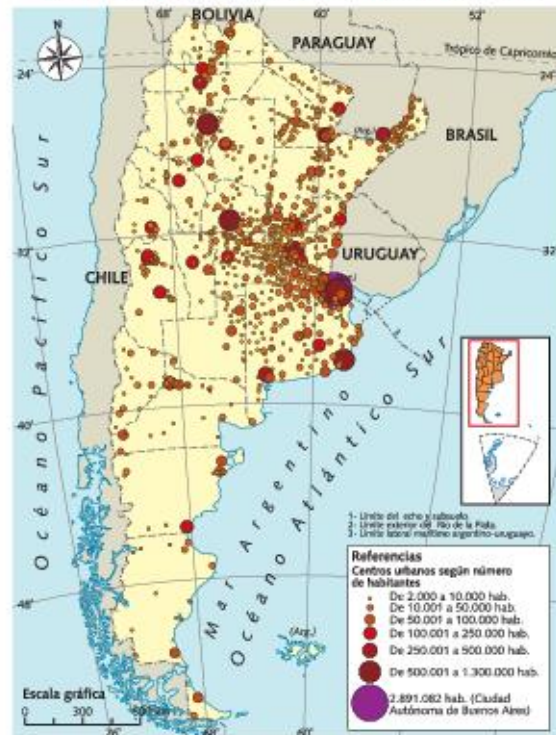 BOLIVIA
PARAGUAY
BRASIL
URUGUAY
CHILE
N
68°
60°
52°
Trópico de Capricornio
24°
24°
32°
32°
40°
40°
48°
60°
(Arg.)
(Arg.)
Océano Pacífico Sur
Mar Argentino
Océano Atlántico Sur
1- Límite del echo y subsuelo.
2- Límite exterior del Río de la Plata.
3- Límite lateral marítimo argentino-uruguayo.
Referencias
Centros urbanos según número
de habitantes
De 2.000 a 10.000 hab.
De 10.001 a 50.000 hab.
De 50.001 a 100.000 hab.
De 100.001 a 250.000 hab.
De 250.001 a 500.000 hab.
De 500.001 a 1.300.000 hab.
2.891.082 hab. (Ciudad
Autónoma de Buenos Aires)
Escala gráfica
0 300